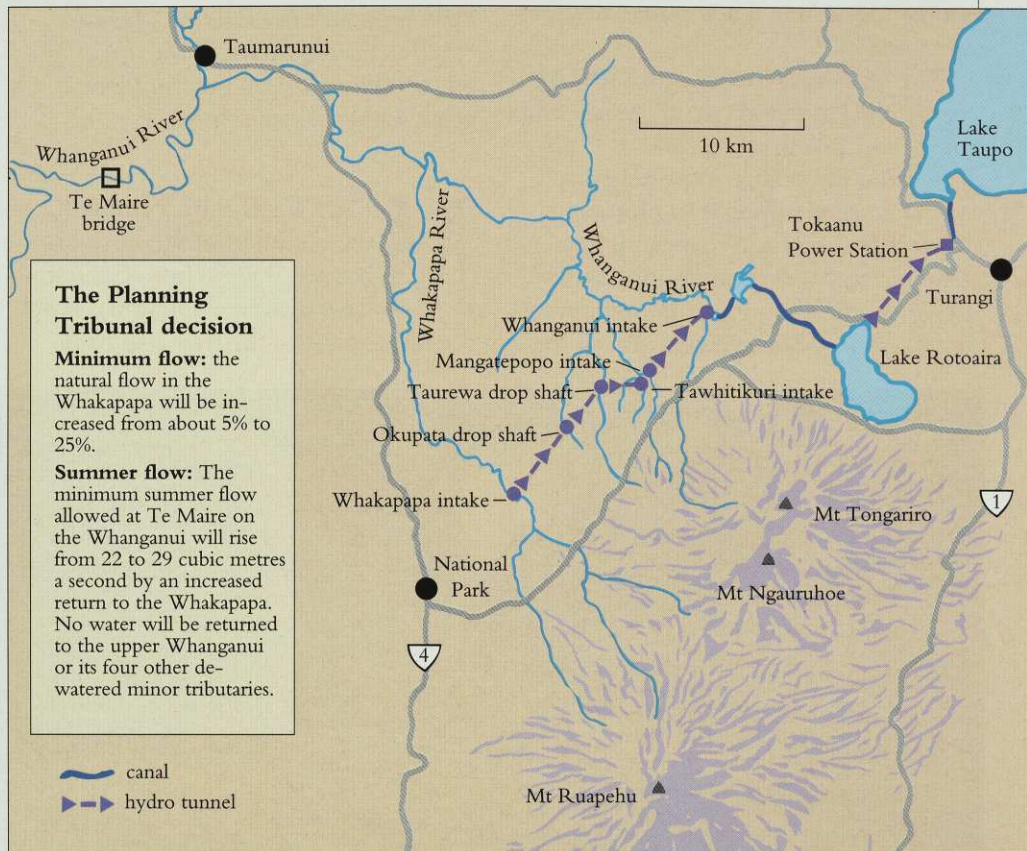 Taumarunui
Whanganui River
Te Maire
bridge
10 km
Lake
Taupo
Tokaanu
Power Station
Turangi
Whakapapa River
Whanganui River
Whanganui intake
Mangatepopo intake
Taurewa drop shaft
Tawhitikuri intake
Okupata drop shaft
Whakapapa intake
Lake Rotoaira
Mt Tongariro
Mt Ngauruhoe
Mt Ruapehu
National
Park
1
4
The Planning
Tribunal decision
Minimum flow: the
natural flow in the
Whakapapa will be in-
creased from about 5% to
25%.
Summer flow: The
minimum summer flow
allowed at Te Maire on
the Whanganui will rise
from 22 to 29 cubic metres
a second by an increased
return to the Whakapapa.
No water will be returned
to the upper Whanganui
or its four other de-
watered minor tributaries.
canal
hydro tunnel